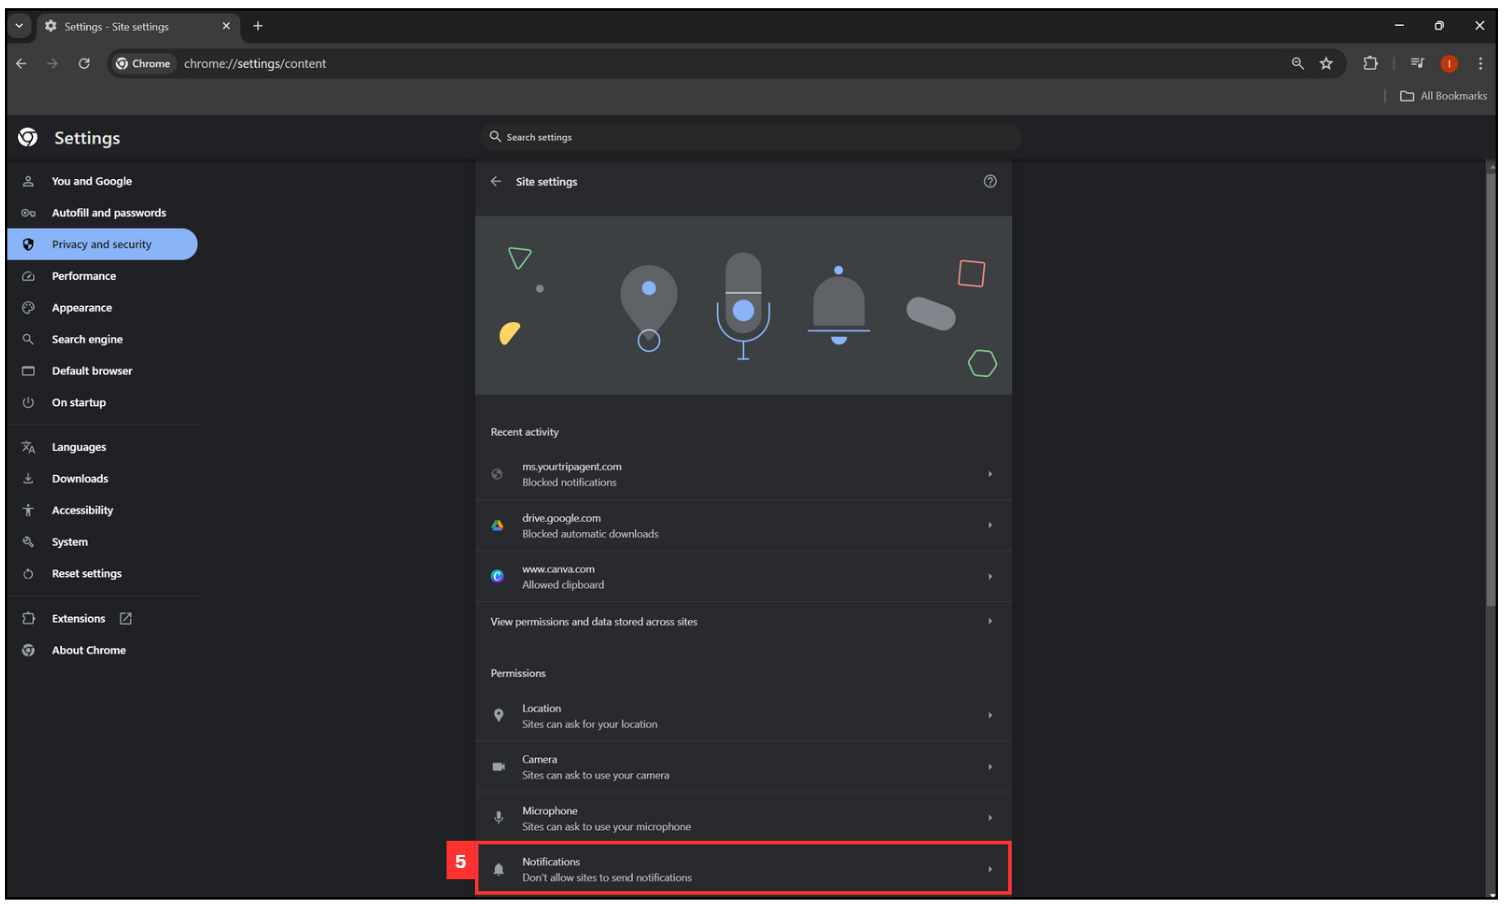 Settings - Site settings
Chrome
chrome://settings/content
I
All Bookmarks
Settings
Search settings
You and Google
Autofill and passwords
Privacy and security
Performance
Appearance
Search engine
Default browser
On startup
Languages
Downloads
Accessibility
System
Reset settings
Extensions
About Chrome
Site settings
Recent activity
ms.yourtripagent.com
Blocked notifications
drive.google.com
Blocked automatic downloads
www.canva.com
Allowed clipboard
View permissions and data stored across sites
Permissions
Location
Sites can ask for your location
Camera
Sites can ask to use your camera
Microphone
Sites can ask to use your microphone
5
Notifications
Don't allow sites to send notifications